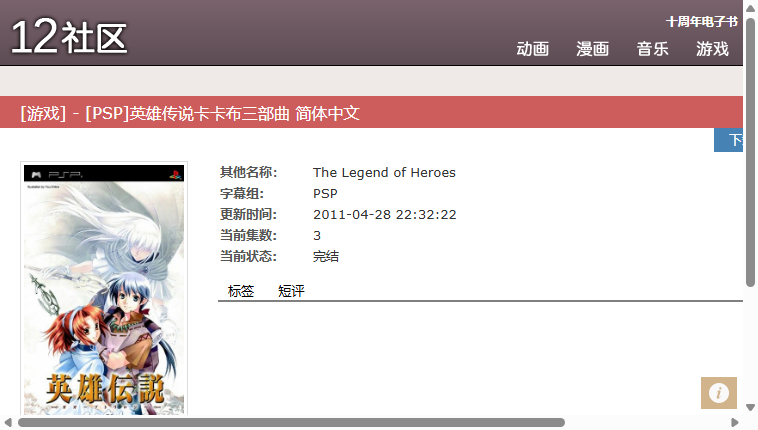 12社区
十周年电子书
动画 漫画 音乐 游戏
[游戏] - [PSP]英雄传说卡卡布三部曲 简体中文
下
PSP
英雄伝説
其他名称: The Legend of Heroes
字幕组: PSP
更新时间: 2011-04-28 22:32:22
当前集数: 3
当前状态: 完结
标签 短评
i